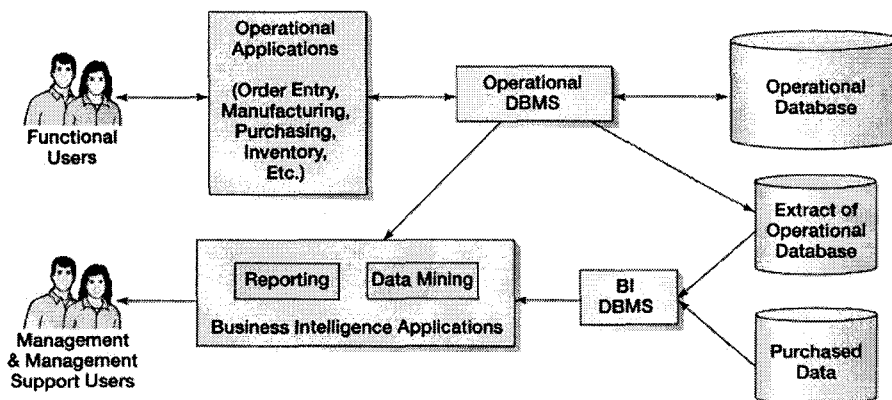 Operational
Applications
(Order Entry,
Manufacturing,
Purchasing,
Inventory,
Etc.)
Functional
Users
Operational
DBMS
Operational
Database
Extract of
Operational
Database
Reporting
Data Mining
Business Intelligence Applications
BI
DBMS
Management
& Management
Support Users
Purchased
Data